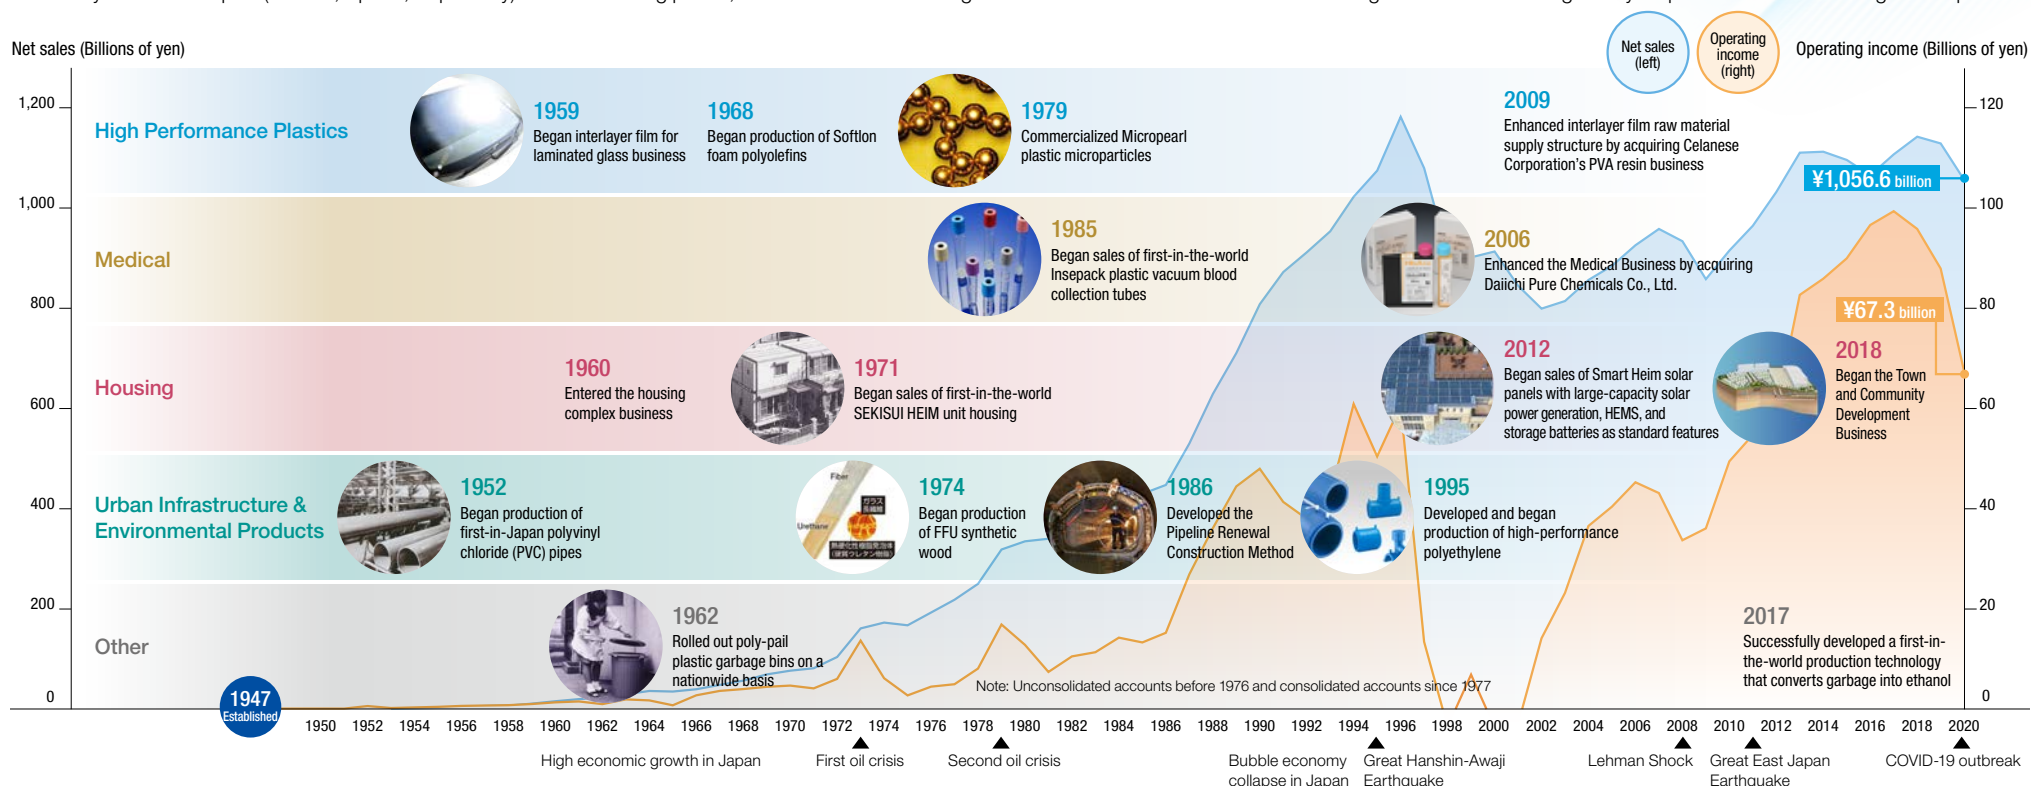 Net sales (Billions of yen)
Net sales
(left)
Operating
income
(right)
Operating income (Billions of yen)
1,200
1,000
800
600
400
200
0
120
100
80
60
40
20
0
High Performance Plastics
1959
Began interlayer film for
laminated glass business
1968
Began production of Softlon
foam polyolefins
1979
Commercialized Micropearl
plastic microparticles
2009
Enhanced interlayer film raw material
supply structure by acquiring Celanese
Corporation's PVA resin business
¥1,056.6 billion
Medical
1985
Began sales of first-in-the-world
Insepack plastic vacuum blood
collection tubes
2006
Enhanced the Medical Business by acquiring
Daiichi Pure Chemicals Co., Ltd.
¥67.3 billion
Housing
1960
Entered the housing
complex business
1971
Began sales of first-in-the-world
SEKISUI HEIM unit housing
2012
Began sales of Smart Heim solar
panels with large-capacity solar
power generation, HEMS, and
storage batteries as standard features
2018
Began the Town
and Community
Development
Business
Urban Infrastructure &
Environmental Products
1952
Began production of
first-in-Japan polyvinyl
chloride (PVC) pipes
Fiber
Urethane
ガラス
長繊維
1974
Began production
of FFU synthetic
wood
1986
Developed the
Pipeline Renewal
Construction Method
1995
Developed and began
production of high-performance
polyethylene
Other
1962
Rolled out poly-pail
plastic garbage bins on a
nationwide basis
2017
Successfully developed a first-in-
the-world production technology
that converts garbage into ethanol
Note: Unconsolidated accounts before 1976 and consolidated accounts since 1977
1947
Established
1950 1952 1954 1956 1958 1960 1962 1964 1966 1968 1970 1972 1974 1976 1978 1980 1982 1984 1986 1988 1990 1992 1994 1996 1998 2000 2002 2004 2006 2008 2010 2012 2014 2016 2018 2020
High economic growth in Japan
First oil crisis
Second oil crisis
Bubble economy
collapse in Japan
Great Hanshin-Awaji
Earthquake
Lehman Shock
Great East Japan
Earthquake
COVID-19 outbreak